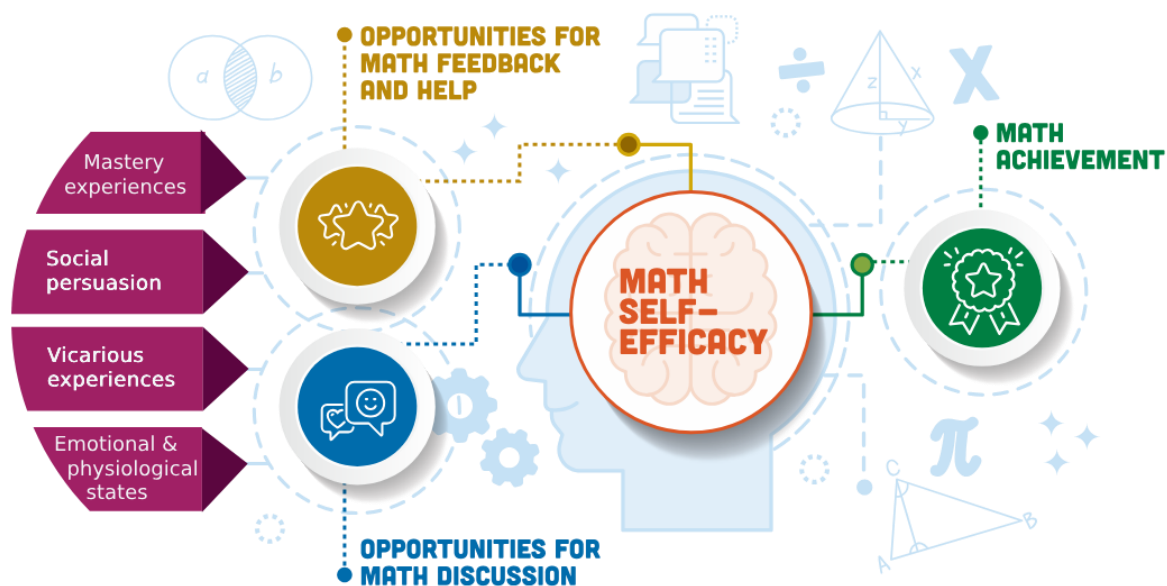 OPPORTUNITIES FOR
MATH FEEDBACK
AND HELP
a
b
z
x
y
X
MATH
ACHIEVEMENT
Mastery
experiences
Social
persuasion
Vicarious
experiences
Emotional &
physiological
states
MATH
SELF-
EFFICACY
÷
π
C
B
A
OPPORTUNITIES FOR
MATH DISCUSSION